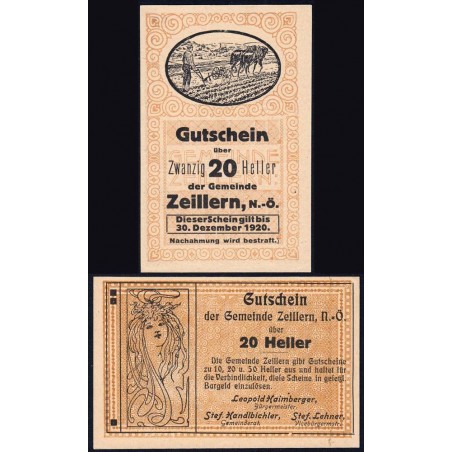 Gutschein
über
Zwanzig 20 Heller
der Gemeinde
Zeillern, N.-Ö.
Dieser Schein gilt bis
30. Dezember 1920.
Nachahmung wird bestraft.
Gutschein
der Gemeinde Zeillern, N.-Ö.
über
20 Heller
Die Gemeinde Zeillern gibt Gutscheine
zu 10, 20 u. 50 Heller aus und haftet für
die Verbindlichkeit, diese Scheine in gesetzl.
Bargeld einzulösen.
Leopold Haimberger,
Bürgermeister.
Stef. Handlbichler, Stef. Lehner,
Gemeinderat. Vicebürgermstr.